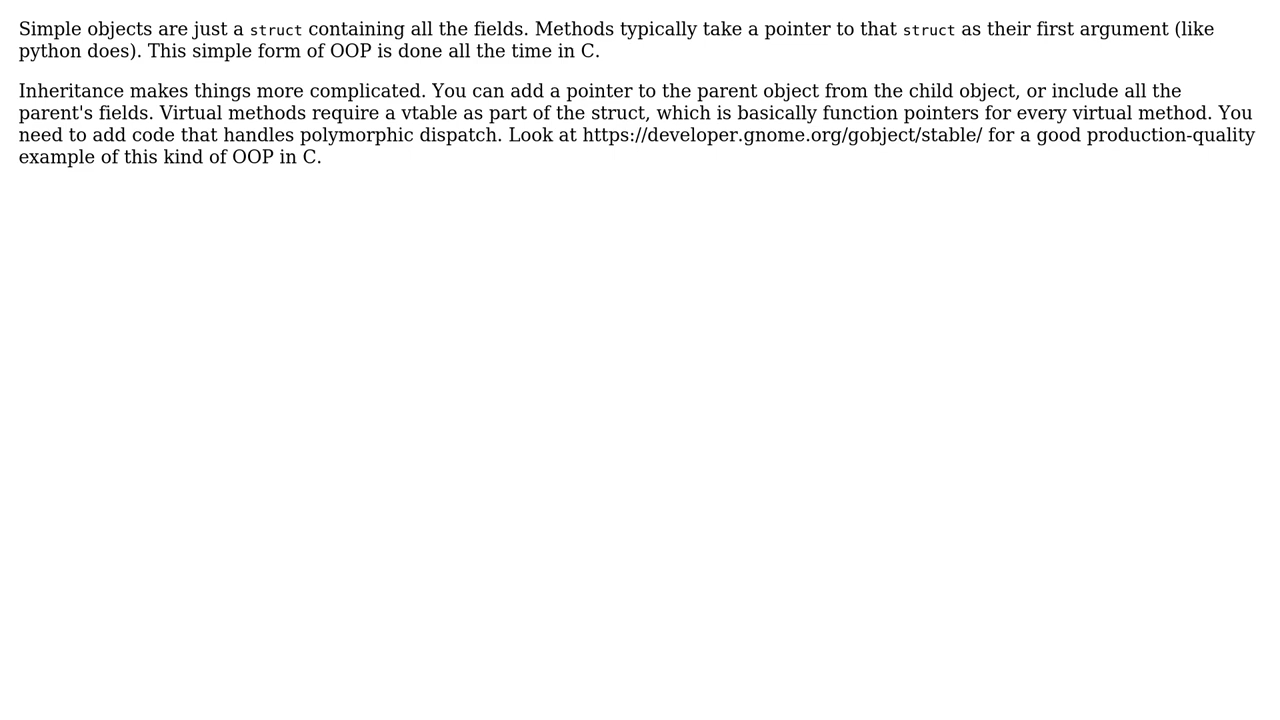 Simple objects are just a struct containing all the fields. Methods typically take a pointer to that struct as their first argument (like
python does). This simple form of OOP is done all the time in C.
Inheritance makes things more complicated. You can add a pointer to the parent object from the child object, or include all the
parent's fields. Virtual methods require a vtable as part of the struct, which is basically function pointers for every virtual method. You
need to add code that handles polymorphic dispatch. Look at https://developer.gnome.org/gobject/stable/ for a good production-quality
example of this kind of OOP in C.